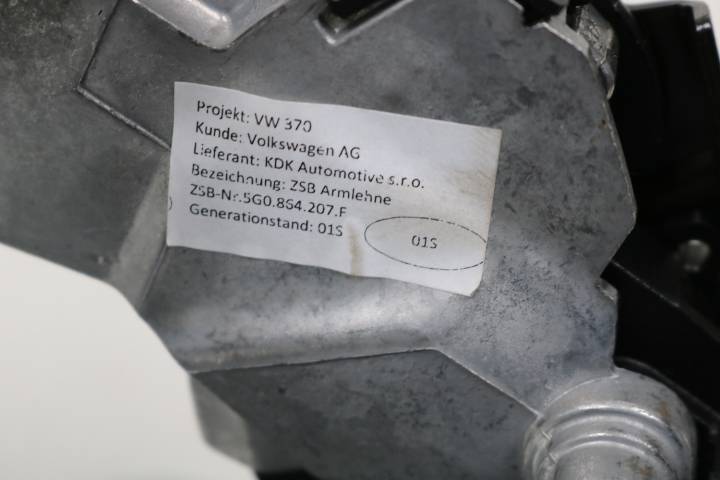 Projekt: VW 370
Kunde: Volkswagen AG
Lieferant: KDK Automotive s.r.o.
Bezeichnung: ZSB Armlehne
ZSB-Nr.5G0.864.207.F
Generationstand: 01S
01S